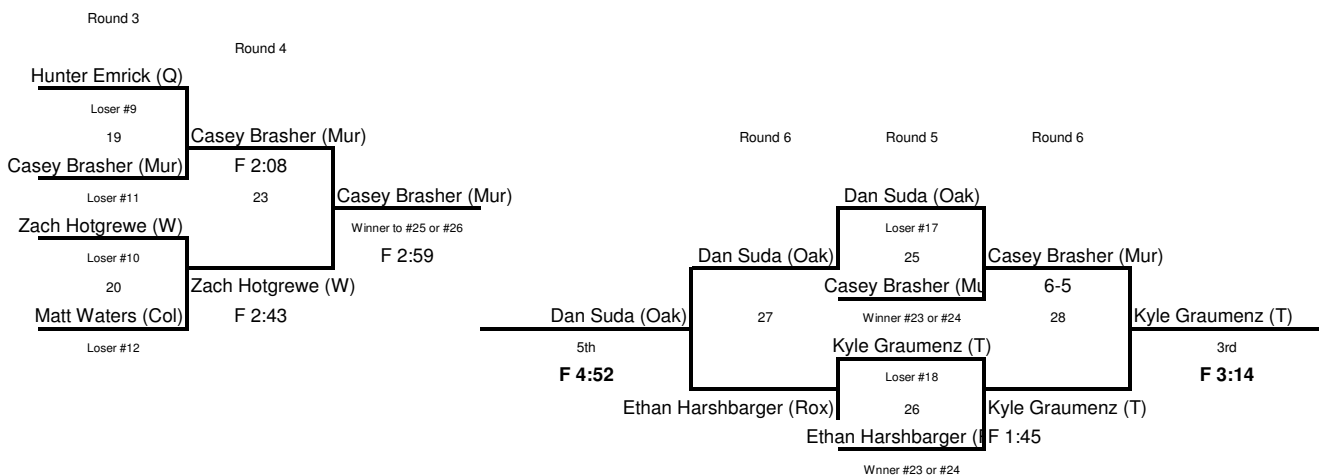 Round 3
Round 4
Hunter Emrick (Q)
Loser #9
19
Casey Brasher (Mur)
Casey Brasher (Mur)
F 2:08
Loser #11
23
Casey Brasher (Mur)
Winner to #25 or #26
F 2:59
Zach Hotgrewe (W)
Loser #10
20
Zach Hotgrewe (W)
Matt Waters (Col)
F 2:43
Loser #12
Round 6
Round 5
Round 6
Dan Suda (Oak)
Loser #17
Dan Suda (Oak)
25
Casey Brasher (Mur)
Casey Brasher (Mu
6-5
Dan Suda (Oak)
27
Winner #23 or #24
28
Kyle Graumenz (T)
5th
Kyle Graumenz (T)
3rd
F 4:52
Loser #18
F 3:14
Ethan Harshbarger (Rox)
26
Kyle Graumenz (T)
Ethan Harshbarger (
F 1:45
Wnner #23 or #24